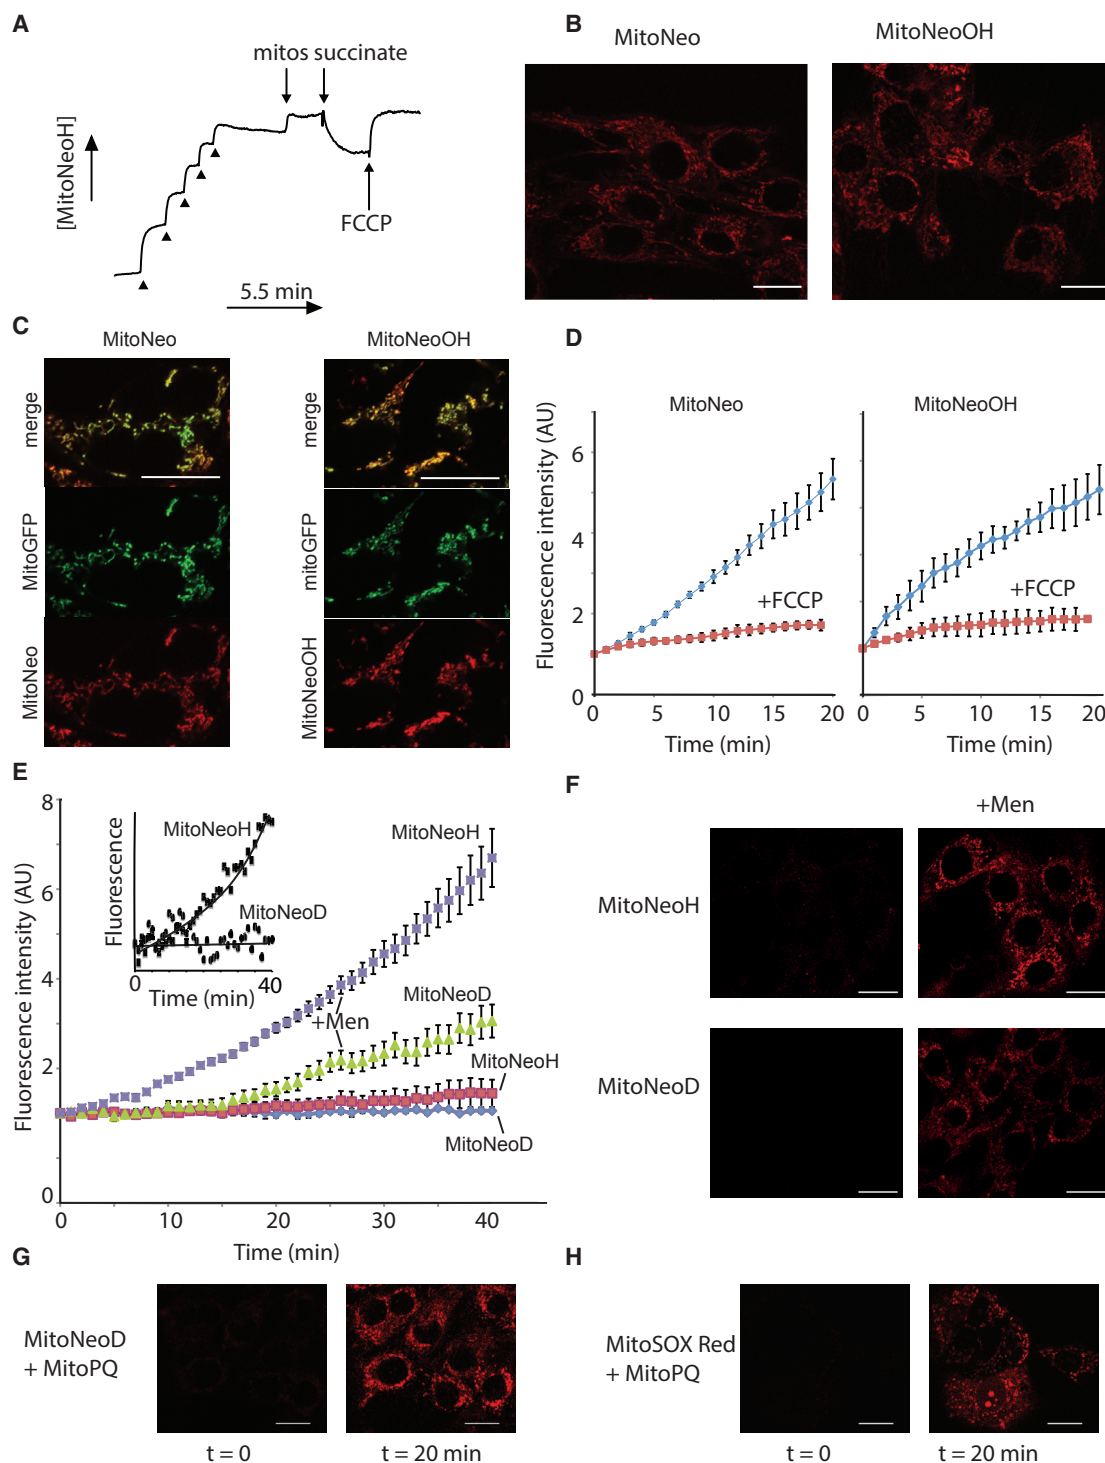 A
mitos succinate
[MitoNeoH]
FCCP
5.5 min
B
MitoNeo
MitoNeoOH
C
MitoNeo
MitoNeoOH
merge
merge
MitoGFP
mitoGFP
MitoNeo
MitoNeoOH
D
MitoNeo
MitoNeoOH
Fluorescence intensity (AU)
6
4
2
0
+FCCP
+FCCP
0 5 10 15 20
0 5 10 15 20
Time (min)
Time (min)
E
8
6
4
2
0
Fluorescence intensity (AU)
Fluorescence
MitoNeoH
MitoNeoD
0 40
Time (min)
MitoNeoH
+Men
MitoNeoD
MitoNeoH
MitoNeoD
0 10 20 30 40
Time (min)
F
+Men
MitoNeoH
MitoNeoD
G
MitoNeoD
+ MitoPQ
t = 0
t = 20 min
H
MitoSOX Red
+ MitoPQ
t = 0
t = 20 min